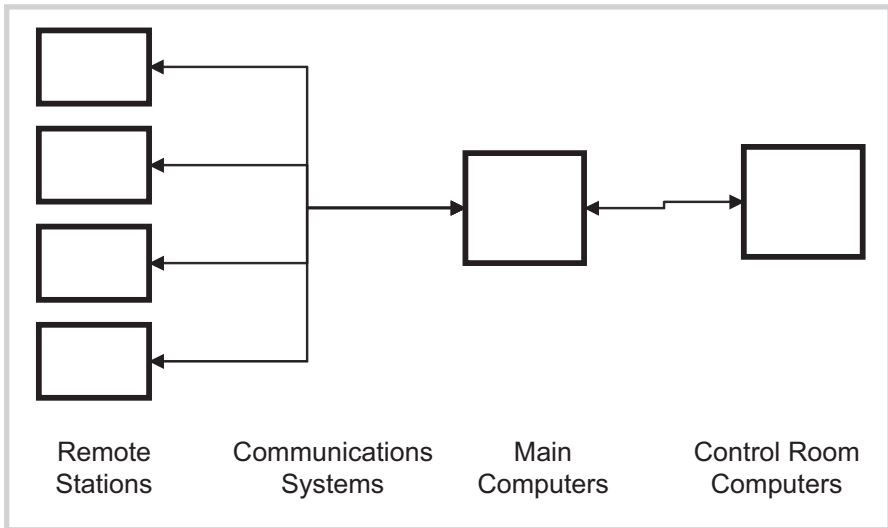 Remote
Stations
Communications
Systems
Main
Computers
Control Room
Computers